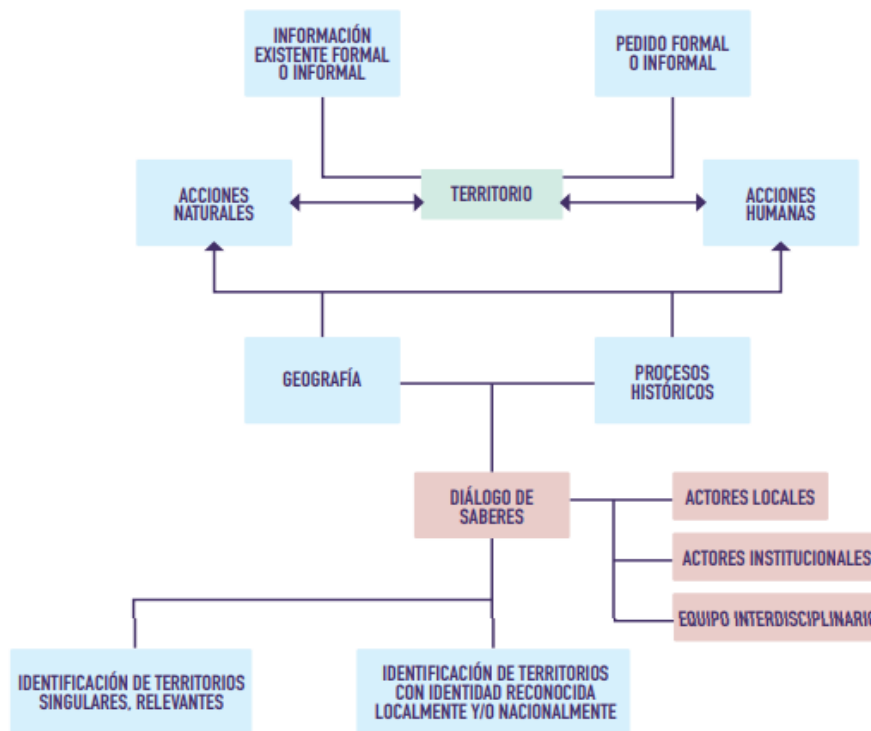 INFORMACIÓN
EXISTENTE FORMAL
O INFORMAL
PEDIDO FORMAL
O INFORMAL
ACCIONES
NATURALES
TERRITORIO
ACCIONES
HUMANAS
GEOGRAFÍA
PROCESOS
HISTÓRICOS
DIÁLOGO DE
SABERES
ACTORES LOCALES
ACTORES INSTITUCIONALES
EQUIPO INTERDISCIPLINARIO
IDENTIFICACIÓN DE TERRITORIOS
SINGULARES, RELEVANTES
IDENTIFICACIÓN DE TERRITORIOS
CON IDENTIDAD RECONOCIDA
LOCALMENTE Y/O NACIONALMENTE